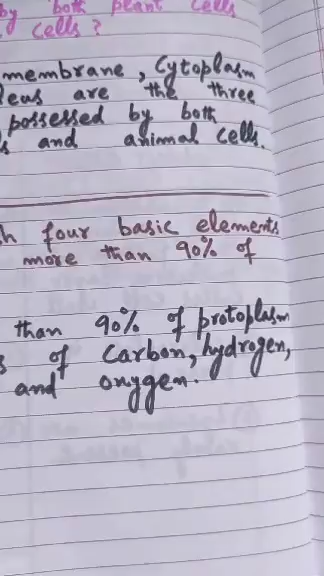 by both plant cells
cells ?
membrane, Cytoplasm
leus are the three
possessed by both
s and animal cells.
h four basic elements
more than 90% of
than 90% of protoplasm
s of Carbon, hydrogen,
and oxygen.